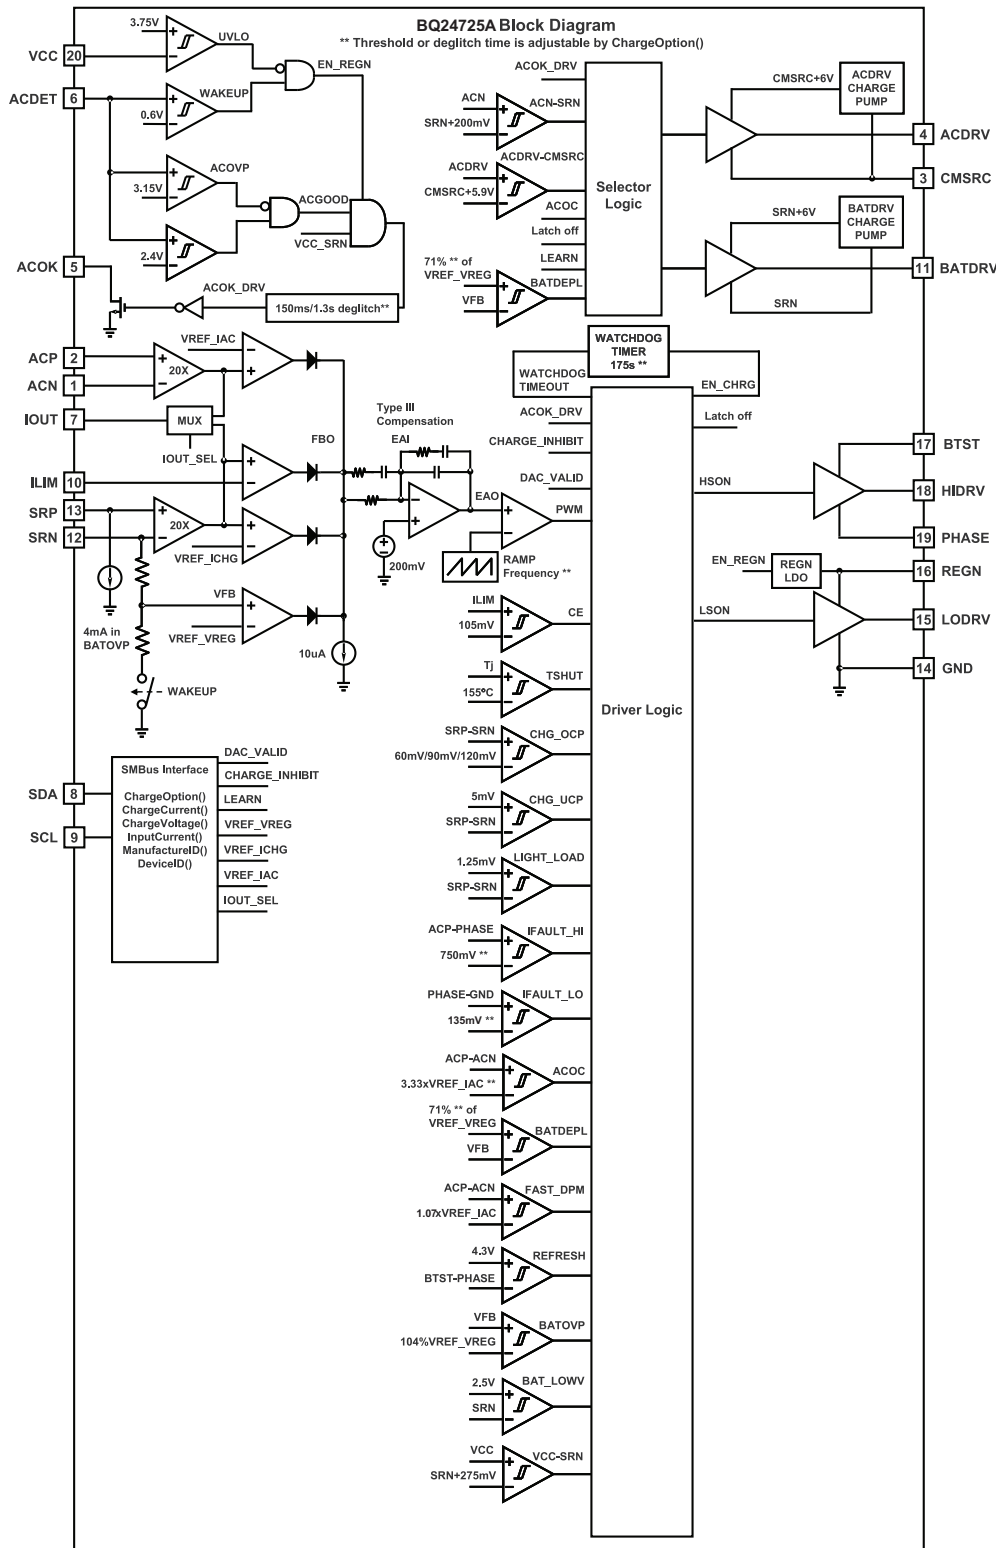 BQ24725A Block Diagram
** Threshold or deglitch time is adjustable by ChargeOption()
3.75V
UVLO
VCC 20
EN_REGN
ACDET 6
WAKEUP
0.6V
ACOVP
3.15V
ACGOOD
VCC_SRN
2.4V
ACOK 5
ACOK_DRV
150ms/1.3s deglitch**
ACOK_DRV
ACN
ACN-SRN
SRN+200mV
ACDRV
ACDRV-CMSRC
CMSRC+5.9V
ACOC
Latch off
LEARN
71% ** of
VREF_VREG
BATDEPL
VFB
Selector
Logic
CMSRC+6V
ACDRV
CHARGE
PUMP
4 ACDRV
3 CMSRC
SRN+6V
BATDRV
CHARGE
PUMP
11 BATDRV
SRN
ACP 2
ACN 1
IOUT 7
ILIM 10
SRP 13
SRN 12
VREF_IAC
20X
MUX
IOUT_SEL
20X
VREF_ICHG
VFB
VREF_VREG
4mA in
BATOVP
WAKEUP
10uA
FBO
Type III
Compensation
EAI
EAO
200mV
RAMP
Frequency **
WATCHDOG
TIMER
175s **
WATCHDOG
TIMEOUT
EN_CHRG
ACOK_DRV
Latch off
CHARGE_INHIBIT
DAC_VALID
PWM
Driver Logic
HSON
BTST
17
18 HIDRV
19 PHASE
EN_REGN
REGN
LDO
16 REGN
LSON
15 LODRV
14 GND
ILIM
CE
105mV
Tj
TSHUT
155ºC
SRP-SRN
CHG_OCP
60mV/90mV/120mV
5mV
CHG_UCP
SRP-SRN
1.25mV
LIGHT_LOAD
SRP-SRN
ACP-PHASE
IFAULT_HI
750mV **
PHASE-GND
IFAULT_LO
135mV **
ACP-ACN
ACOC
3.33xVREF_IAC **
71% ** of
VREF_VREG
BATDEPL
VFB
ACP-ACN
FAST_DPM
1.07xVREF_IAC
4.3V
REFRESH
BTST-PHASE
VFB
BATOVP
104%VREF_VREG
2.5V
BAT_LOWV
SRN
VCC
VCC-SRN
SRN+275mV
SDA 8
SCL 9
SMBus Interface
ChargeOption()
ChargeCurrent()
ChargeVoltage()
InputCurrent()
ManufactureID()
DeviceID()
DAC_VALID
CHARGE_INHIBIT
LEARN
VREF_VREG
VREF_ICHG
VREF_IAC
IOUT_SEL